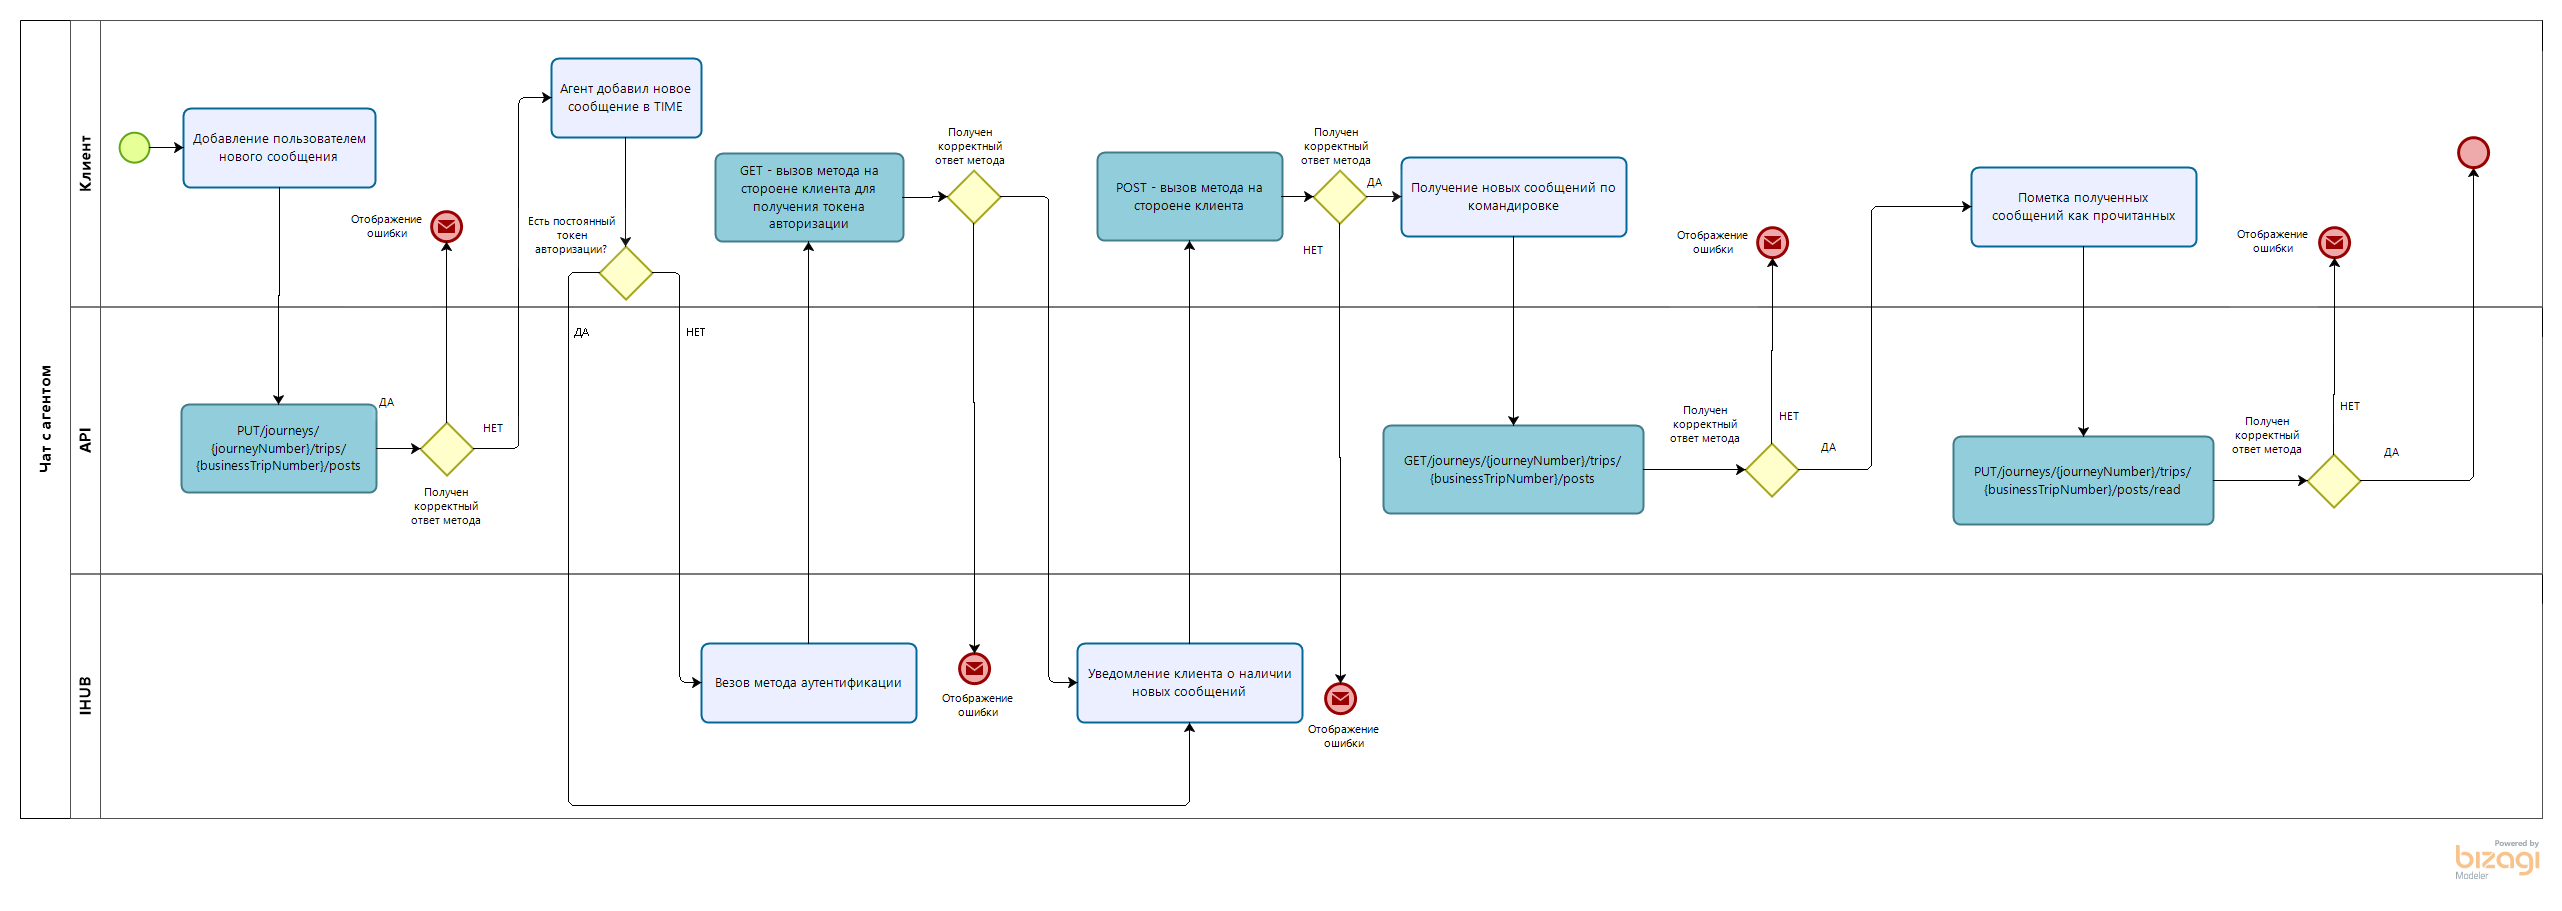 Чат с агентом
Клиент
API
IHUB
Добавление пользователем
нового сообщения
PUT/journeys/
{journeyNumber}/trips/
{businessTripNumber}/posts
ДА
НЕТ
Получен
корректный
ответ метода
Отображение
ошибки
Агент добавил новое
сообщение в TIME
Есть постоянный
токен
авторизации?
ДА
НЕТ
Везов метода аутентификации
GET - вызов метода на
стороене клиента для
получения токена
авторизации
Получен
корректный
ответ метода
Отображение
ошибки
Уведомление клиента о наличии
новых сообщений
POST - вызов метода на
стороене клиента
Получен
корректный
ответ метода
ДА
НЕТ
Отображение
ошибки
Получение новых сообщений по
командировке
GET/journeys/{journeyNumber}/trips/
{businessTripNumber}/posts
Получен
корректный
ответ метода
НЕТ
ДА
Отображение
ошибки
Пометка полученных
сообщений как прочитанных
PUT/journeys/{journeyNumber}/trips/
{businessTripNumber}/posts/read
Получен
корректный
ответ метода
НЕТ
ДА
Отображение
ошибки
Powered by
bizagi
Modeler